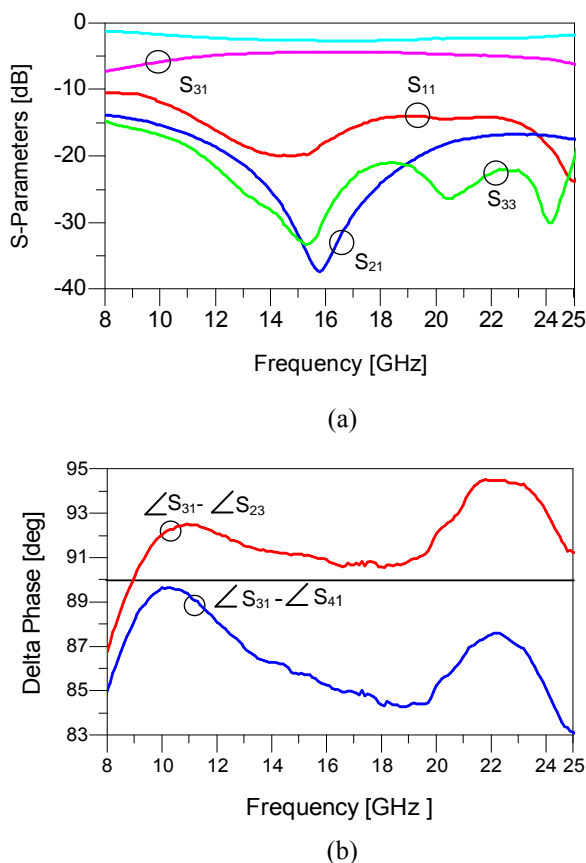 0
-10
-20
-30
-40
S-Parameters [dB]
S31
S11
S33
S21
8 10 12 14 16 18 20 22 24 25
Frequency [GHz]
(a)
95
93
91
89
87
85
83
Delta Phase [deg]
∠S31- ∠S23
∠S31 -∠S41
8 10 12 14 16 18 20 22 24 25
Frequency [GHz ]
(b)